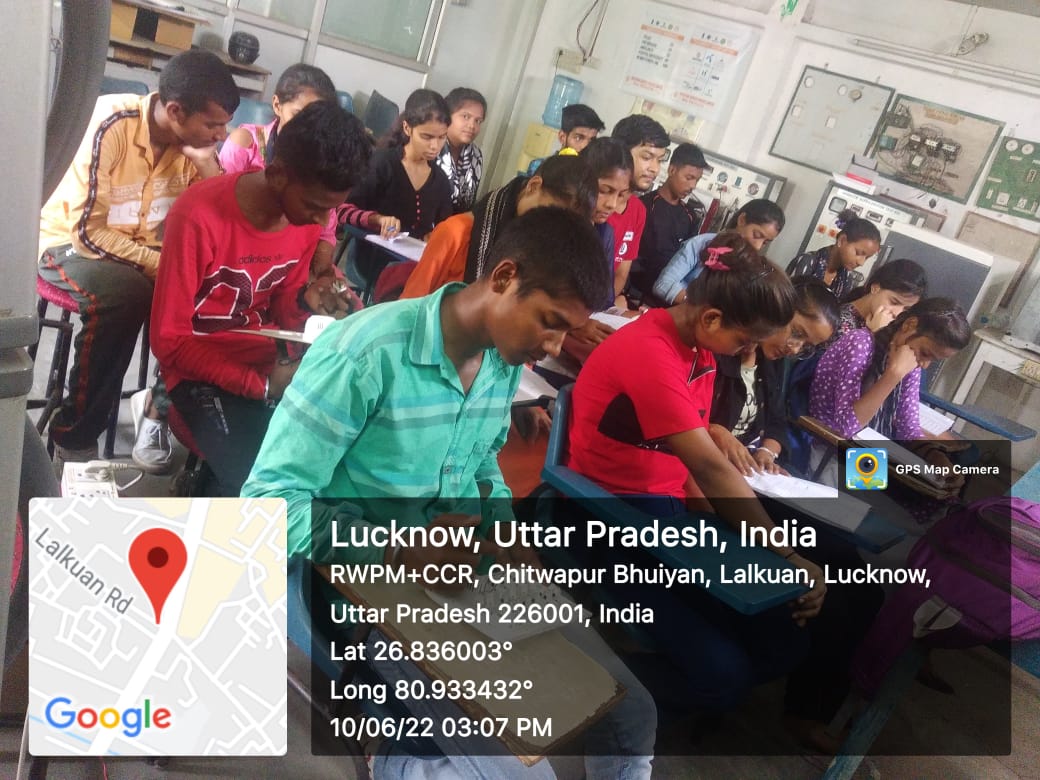 adidas
GPS Map Camera
Lalkuan Rd
Google
Lucknow, Uttar Pradesh, India
RWPM+CCR, Chitwapur Bhuiyan, Lalkuan, Lucknow,
Uttar Pradesh 226001, India
Lat 26.836003°
Long 80.933432°
10/06/22 03:07 PM